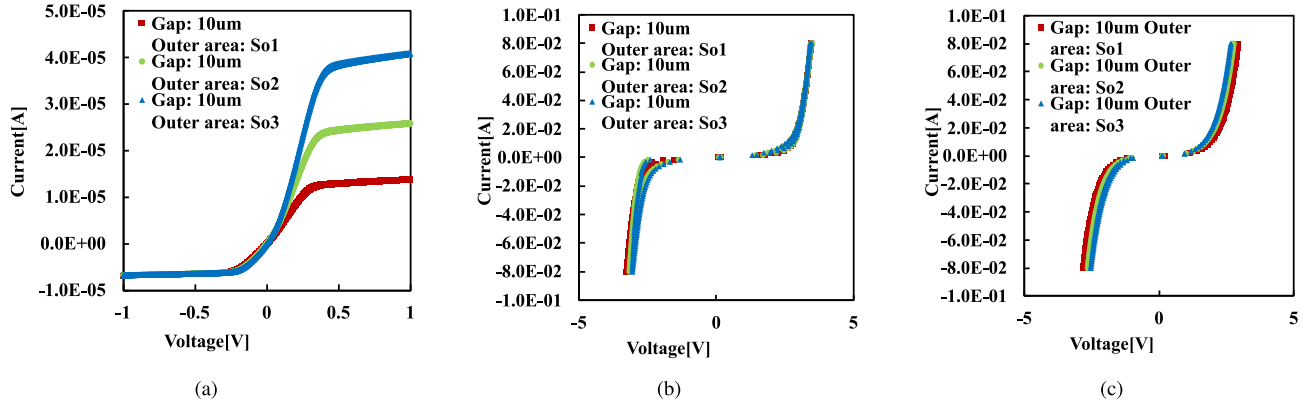 5.0E-05
4.0E-05
3.0E-05
2.0E-05
1.0E-05
0.0E+00
-1.0E-05
Current[A]
Gap: 10um
Outer area: So1
Gap: 10um
Outer area: So2
Gap: 10um
Outer area: So3
-1 -0.5 0 0.5 1
Voltage[V]
(a)
1.0E-01
8.0E-02
6.0E-02
4.0E-02
2.0E-02
0.0E+00
-2.0E-02
-4.0E-02
-6.0E-02
-8.0E-02
-1.0E-01
Current[A]
Gap: 10um
Outer area: So1
Gap: 10um
Outer area: So2
Gap: 10um
Outer area: So3
-5 0 5
Voltage[V]
(b)
1.0E-01
8.0E-02
6.0E-02
4.0E-02
2.0E-02
0.0E+00
-2.0E-02
-4.0E-02
-6.0E-02
-8.0E-02
-1.0E-01
Current[A]
Gap: 10um Outer
area: So1
Gap: 10um Outer
area: So2
Gap: 10um Outer
area: So3
-5 0 5
Voltage[V]
(c)